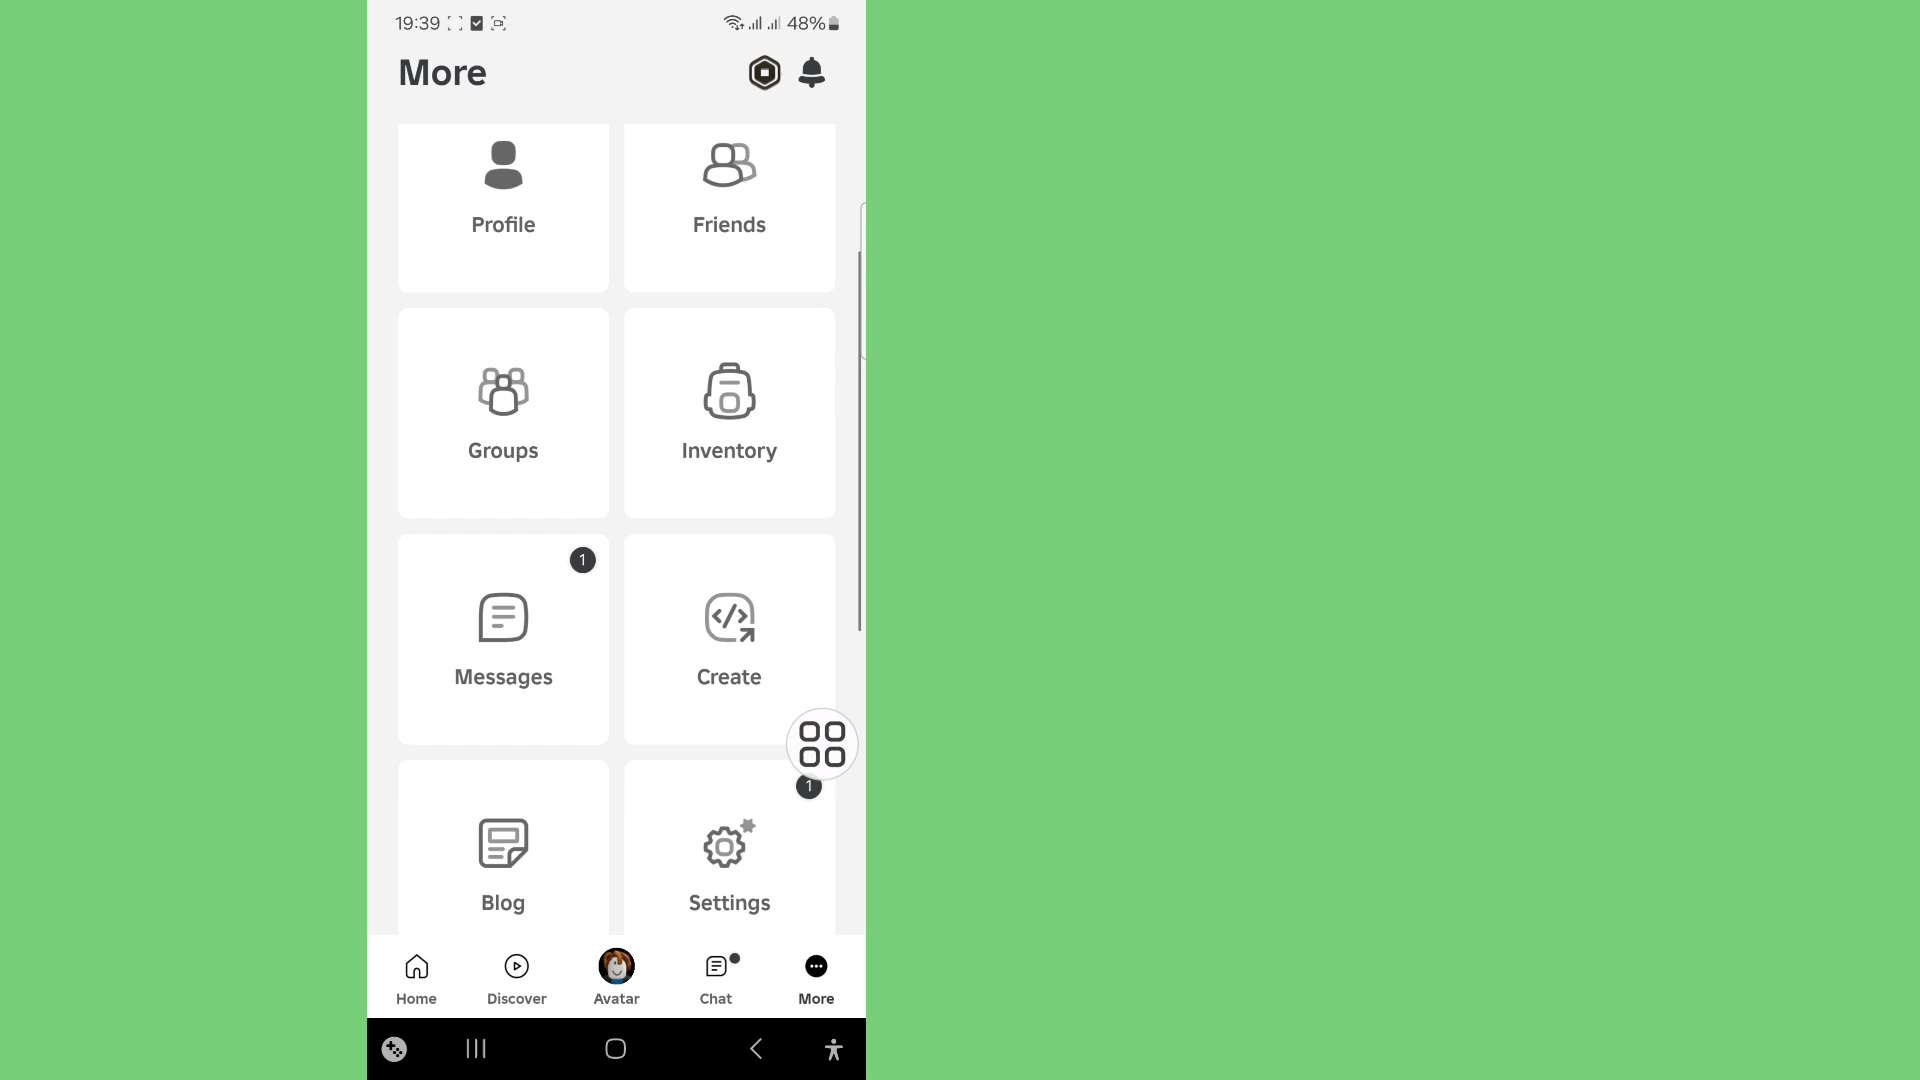 19:39 48%
More
Profile Friends
Groups Inventory
1
Messages Create
1
Blog Settings
Home Discover Avatar Chat More